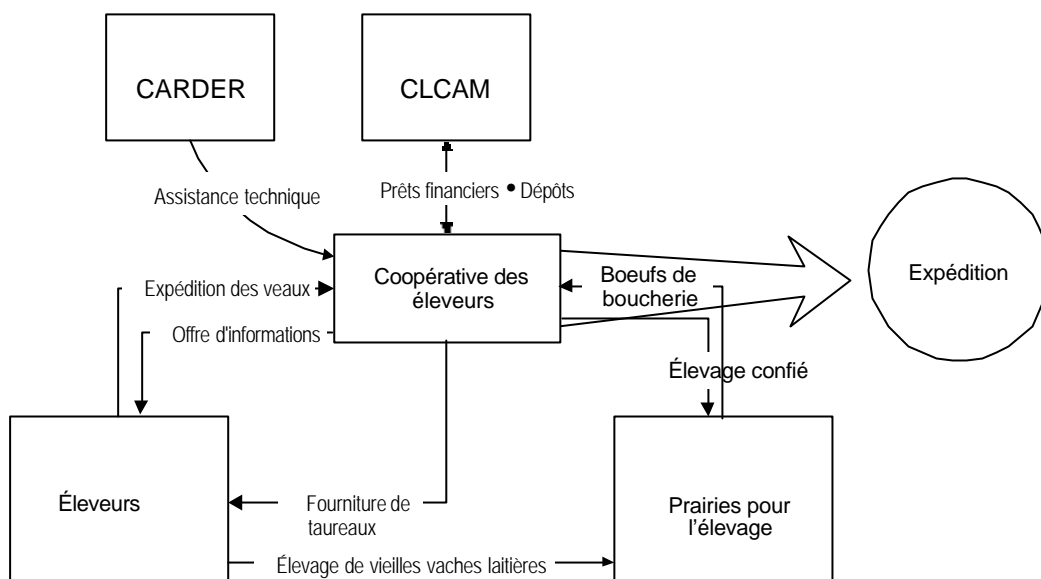 CARDER
CLCAM
Assistance technique
Prêts financiers • Dépôts
Coopérative des
éleveurs
Boeufs de
boucherie
Expédition
Expédition des veaux
Offre d'informations
Élevage confié
Éleveurs
Fourniture de
taureaux
Prairies pour
l'élevage
Élevage de vieilles vaches laitières